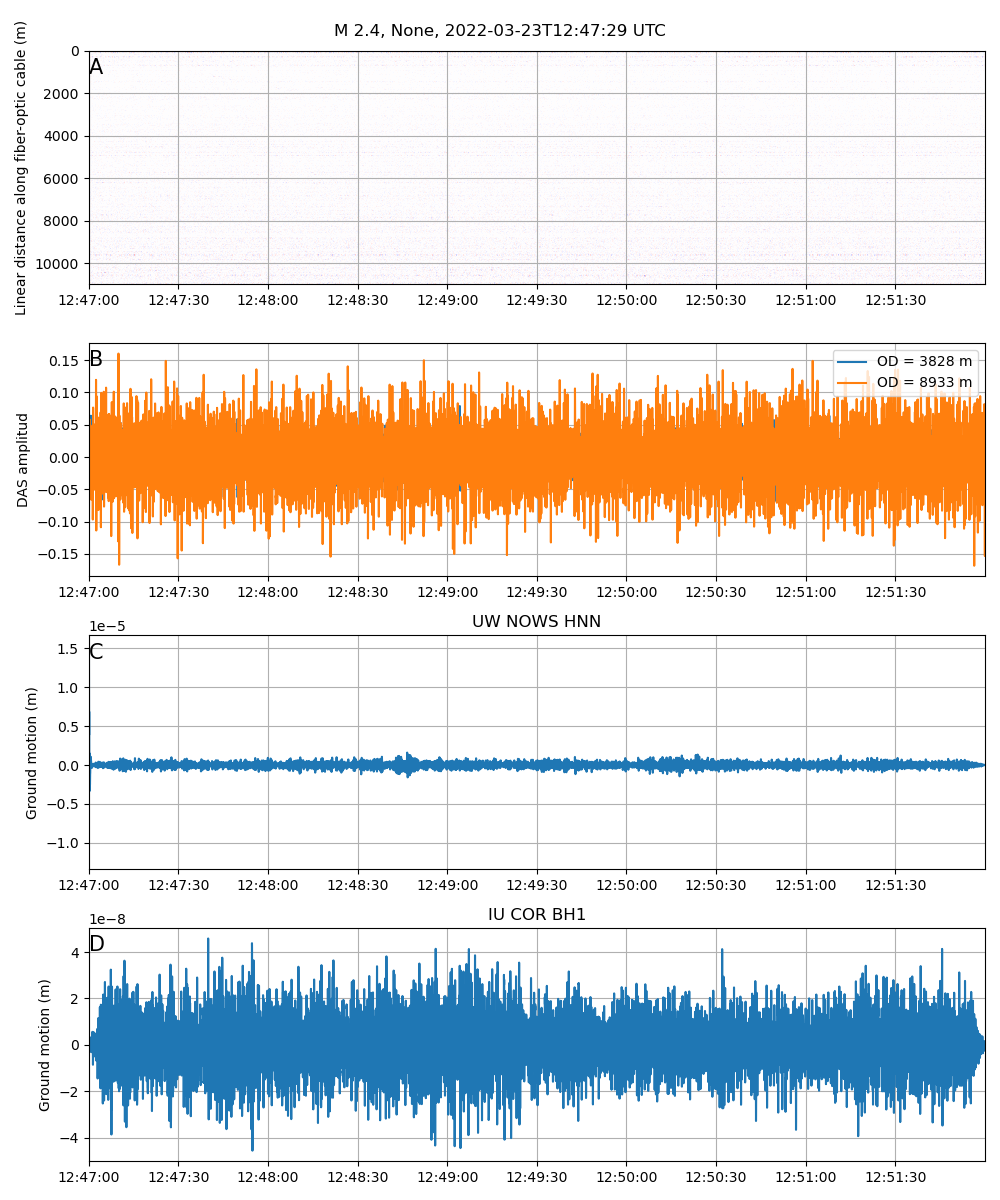 M 2.4, None, 2022-03-23T12:47:29 UTC
A
Linear distance along fiber-optic cable (m)
0
2000
4000
6000
8000
10000
12:47:00 12:47:30 12:48:00 12:48:30 12:49:00 12:49:30 12:50:00 12:50:30 12:51:00 12:51:30
B
OD = 3828 m
OD = 8933 m
DAS amplitud
0.15
0.10
0.05
0.00
−0.05
−0.10
−0.15
12:47:00 12:47:30 12:48:00 12:48:30 12:49:00 12:49:30 12:50:00 12:50:30 12:51:00 12:51:30
UW NOWS HNN
1e−5
C
Ground motion (m)
1.5
1.0
0.5
0.0
−0.5
−1.0
12:47:00 12:47:30 12:48:00 12:48:30 12:49:00 12:49:30 12:50:00 12:50:30 12:51:00 12:51:30
IU COR BH1
1e−8
D
Ground motion (m)
4
2
0
−2
−4
12:47:00 12:47:30 12:48:00 12:48:30 12:49:00 12:49:30 12:50:00 12:50:30 12:51:00 12:51:30